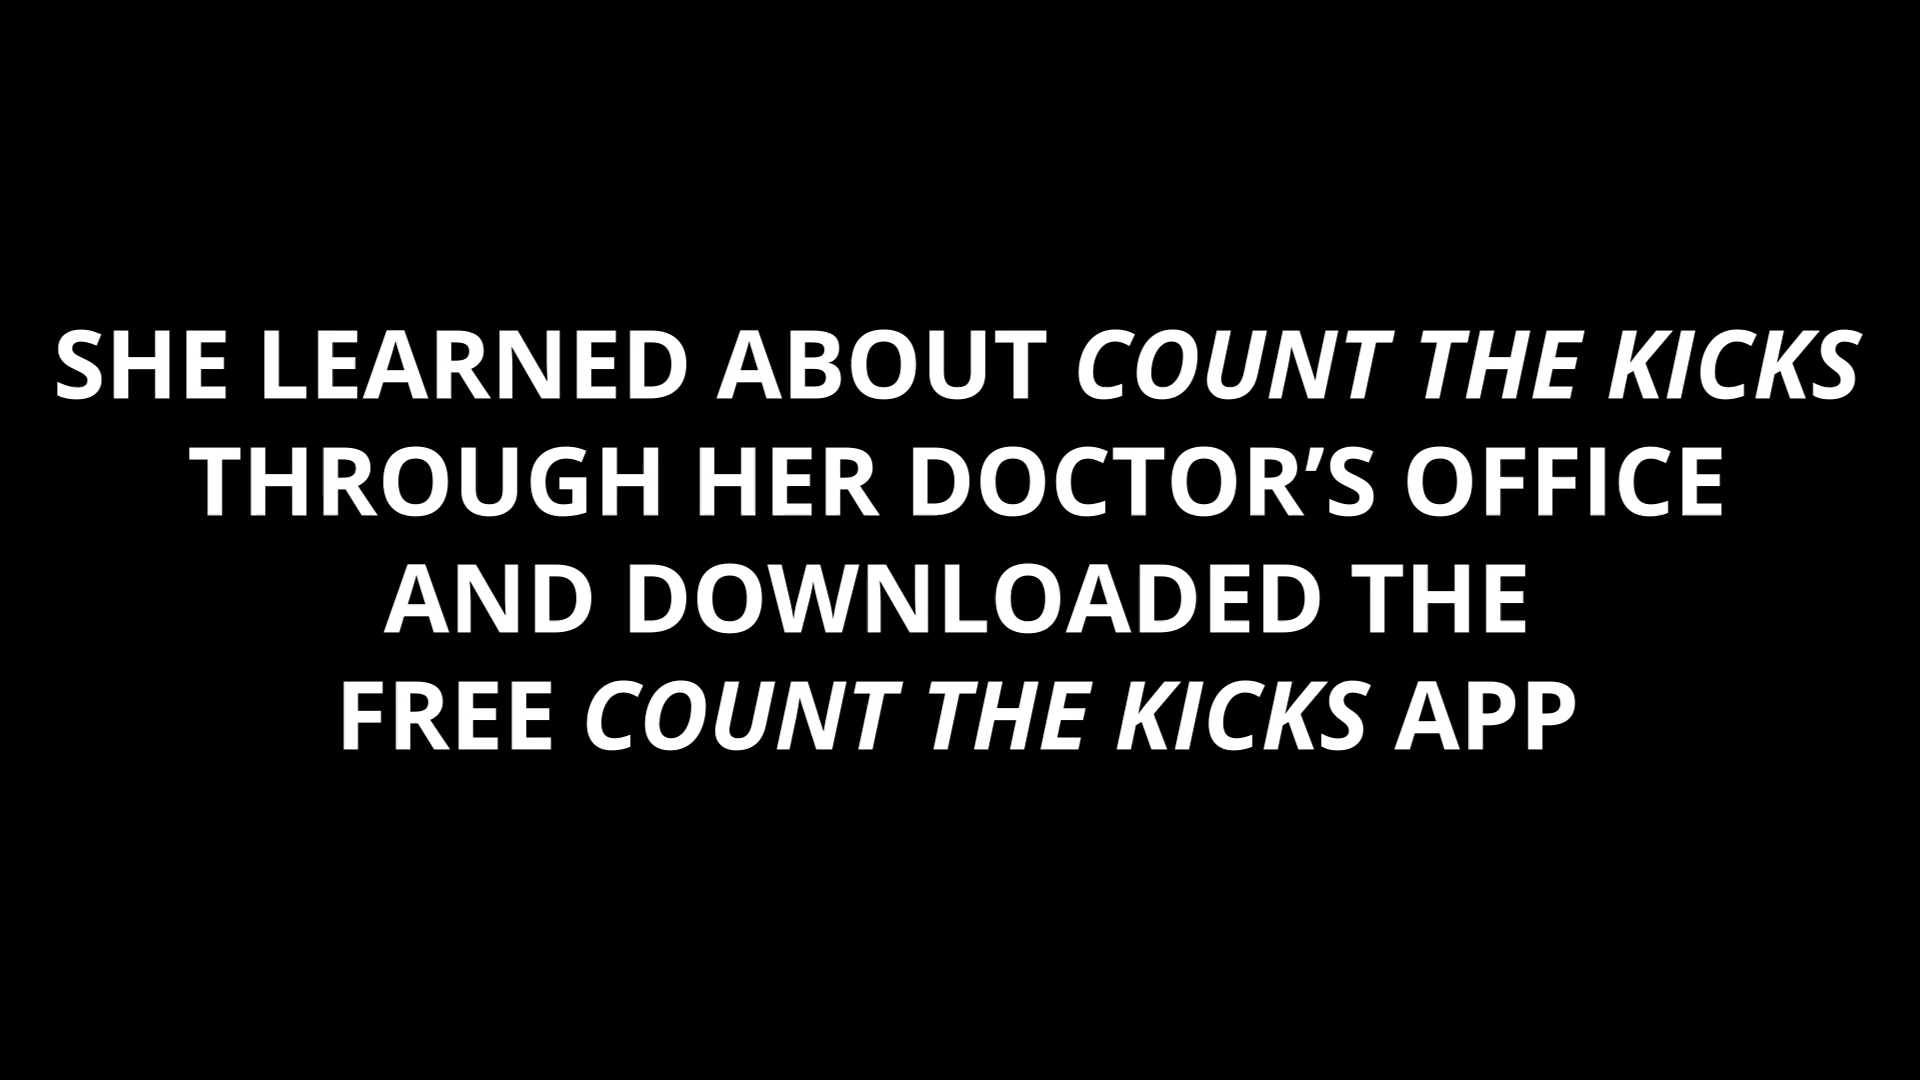 SHE LEARNED ABOUT COUNT THE KICKS
THROUGH HER DOCTOR’S OFFICE
AND DOWNLOADED THE
FREE COUNT THE KICKS APP